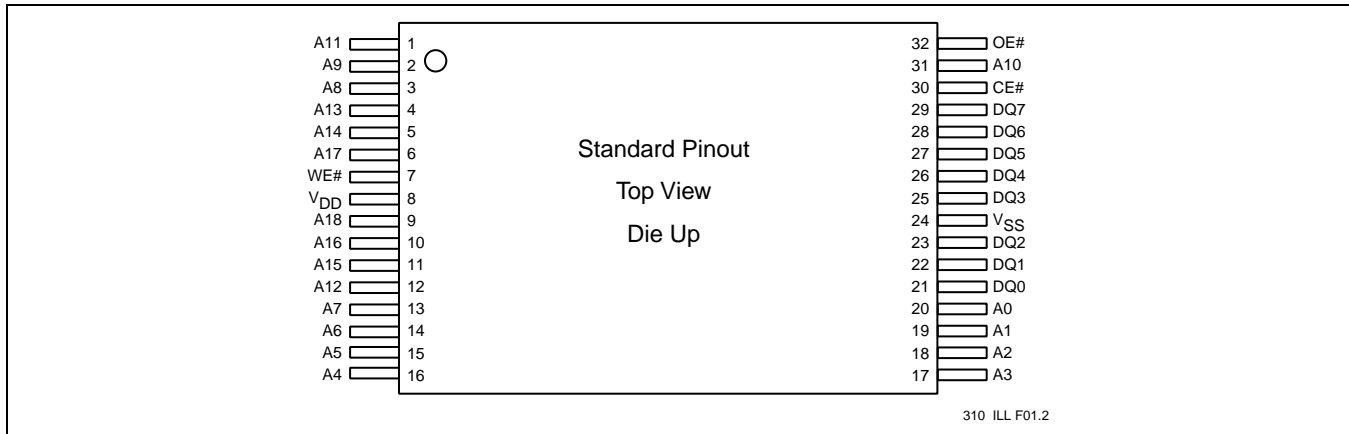 A11 1 32 OE#
A9 2 31 A10
A8 3 30 CE#
A13 4 29 DQ7
A14 5 28 DQ6
A17 6 27 DQ5
WE# 7 26 DQ4
VDD 8 25 DQ3
A18 9 24 VSS
A16 10 23 DQ2
A15 11 22 DQ1
A12 12 21 DQ0
A7 13 20 A0
A6 14 19 A1
A5 15 18 A2
A4 16 17 A3
Standard Pinout
Top View
Die Up
310 ILL F01.2